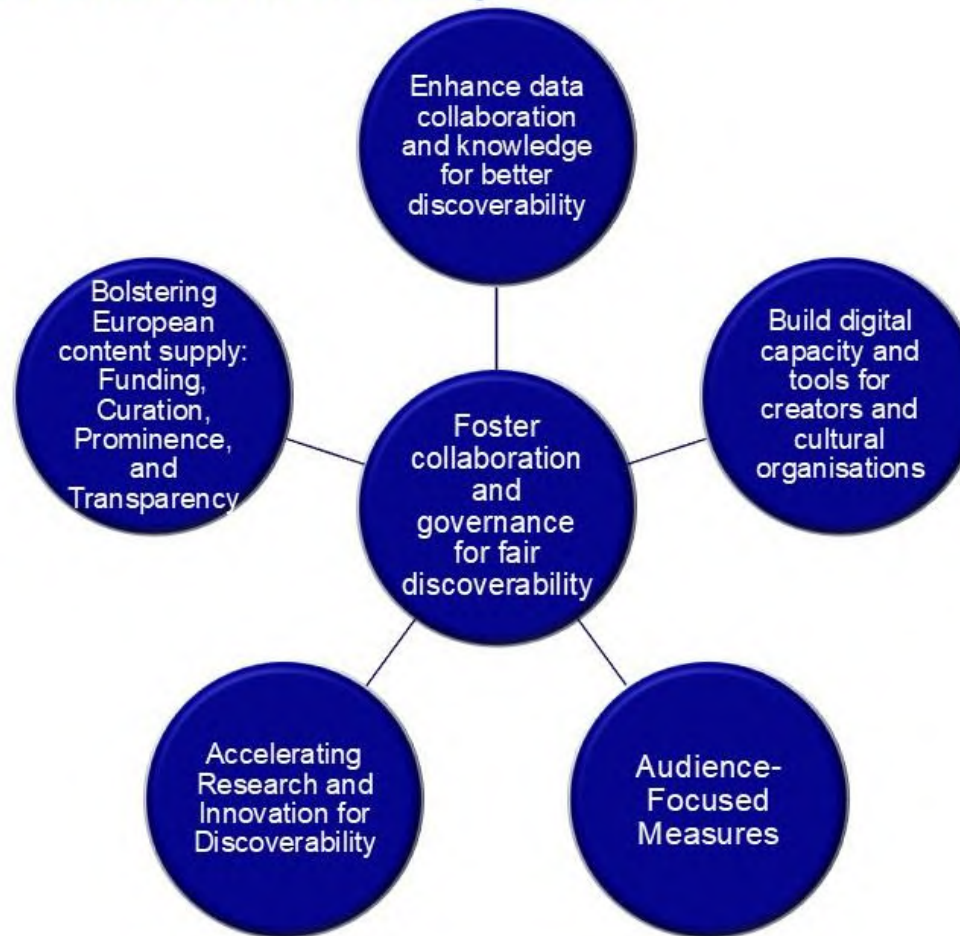 Enhance data
collaboration
and knowledge
for better
discoverability
Bolstering
European
content supply:
Funding,
Curation,
Prominence,
and
Transparency
Build digital
capacity and
tools for
creators and
cultural
organisations
Foster
collaboration
and
governance
for fair
discoverability
Accelerating
Research and
Innovation for
Discoverability
Audience-
Focused
Measures